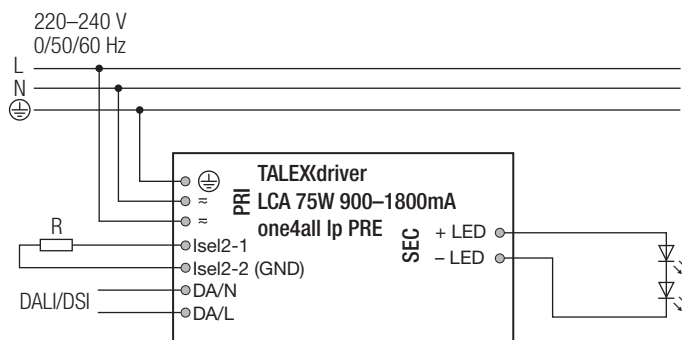 220–240 V
0/50/60 Hz
L
N
TALEXXdriver
LCA 75W 900–1800mA
one4all lp PRE
PRI
SEC
≈
≈
R
Isel2-1
Isel2-2 (GND)
DALI/DSI
DA/N
DA/L
+ LED
– LED